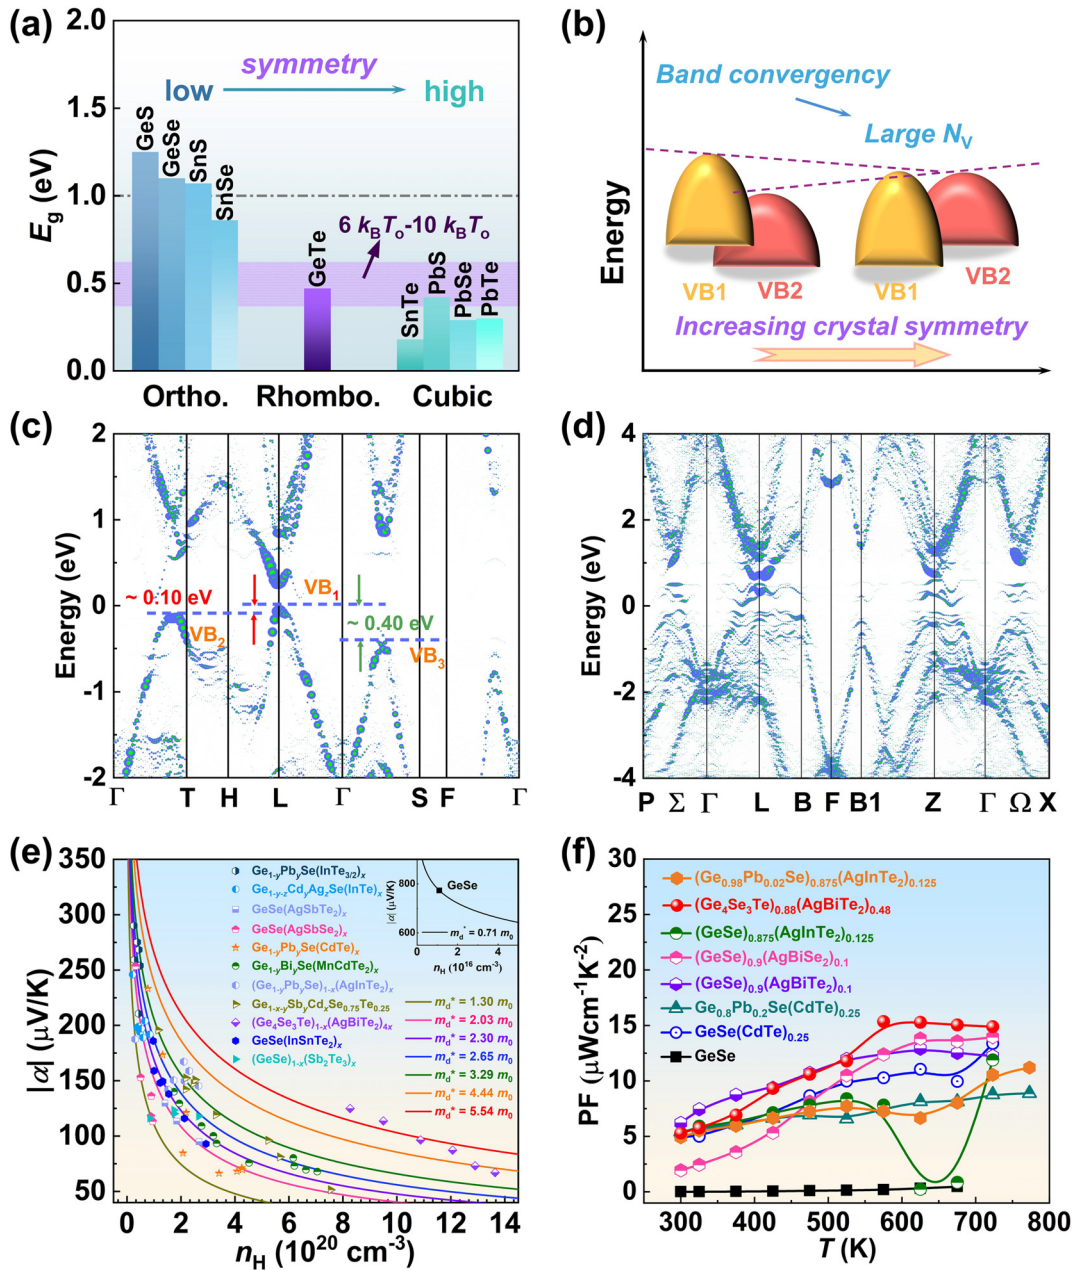 (a)
2.0
1.5
1.0
0.5
0.0
E_g (eV)
symmetry
low
high
GeS
GeSe
SnS
SnSe
6 k_BT_o-10 k_BT_o
GeTe
SnTe
PbS
PbSe
PbTe
Ortho.
Rhombo.
Cubic
(b)
Energy
Band convergency
Large N_V
VB1
VB2
VB1
VB2
Increasing crystal symmetry
(c)
2
1
0
-1
-2
Energy (eV)
~ 0.10 eV
VB_1
VB_2
~ 0.40 eV
VB_3
Γ T H L Γ S F Γ
(d)
4
2
0
-2
-4
Energy (eV)
P Σ Γ L B F B1 Z Γ Ω X
(e)
350
300
250
200
150
100
50
|α| (μV/K)
Ge_{1-y}Pb_ySe(InTe_{3/2})_x
Ge_{1-y-z}Cd_yAg_zSe(InTe)_x
GeSe(AgSbTe_2)_x
GeSe(AgSbSe_2)_x
Ge_{1-y}Pb_ySe(CdTe)_x
Ge_{1-y}Bi_ySe(MnCdTe_2)_x
(Ge_{1-y}Pb_ySe)_{1-x}(AgInTe_2)_x
Ge_{1-x-y}Sb_yCd_xSe_{0.75}Te_{0.25}
(Ge_4Se_3Te)_{1-x}(AgBiTe_2)_{4x}
GeSe(InSnTe_2)_x
(GeSe)_{1-x}(Sb_2Te_3)_x
800
600
|α| (μV/K)
GeSe
m_d^* = 0.71 m_0
0 2 4
n_H (10^16 cm^-3)
m_d^* = 1.30 m_0
m_d^* = 2.03 m_0
m_d^* = 2.30 m_0
m_d^* = 2.65 m_0
m_d^* = 3.29 m_0
m_d^* = 4.44 m_0
m_d^* = 5.54 m_0
0 2 4 6 8 10 12 14
n_H (10^20 cm^-3)
(f)
30
25
20
15
10
5
0
PF (μWcm^-1K^-2)
(Ge_{0.98}Pb_{0.02}Se)_{0.875}(AgInTe_2)_{0.125}
(Ge_4Se_3Te)_{0.88}(AgBiTe_2)_{0.48}
(GeSe)_{0.875}(AgInTe_2)_{0.125}
(GeSe)_{0.9}(AgBiSe_2)_{0.1}
(GeSe)_{0.9}(AgBiTe_2)_{0.1}
Ge_{0.8}Pb_{0.2}Se(CdTe)_{0.25}
GeSe(CdTe)_{0.25}
GeSe
300 400 500 600 700 800
T (K)